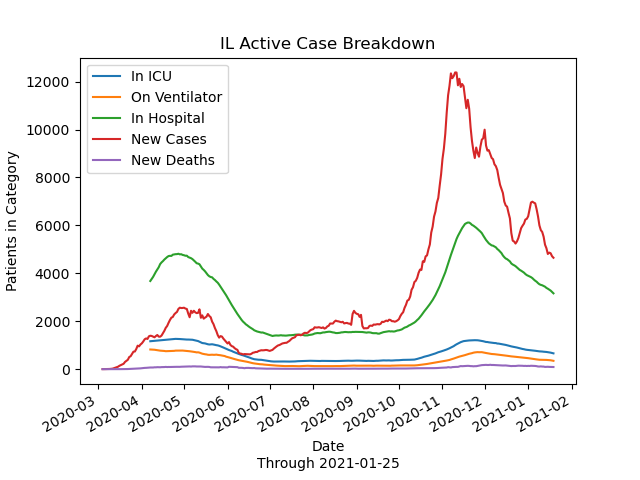 IL Active Case Breakdown
In ICU
On Ventilator
In Hospital
New Cases
New Deaths
Patients in Category
12000
10000
8000
6000
4000
2000
0
2020-03
2020-04
2020-05
2020-06
2020-07
2020-08
2020-09
2020-10
2020-11
2020-12
2021-01
2021-02
Date
Through 2021-01-25